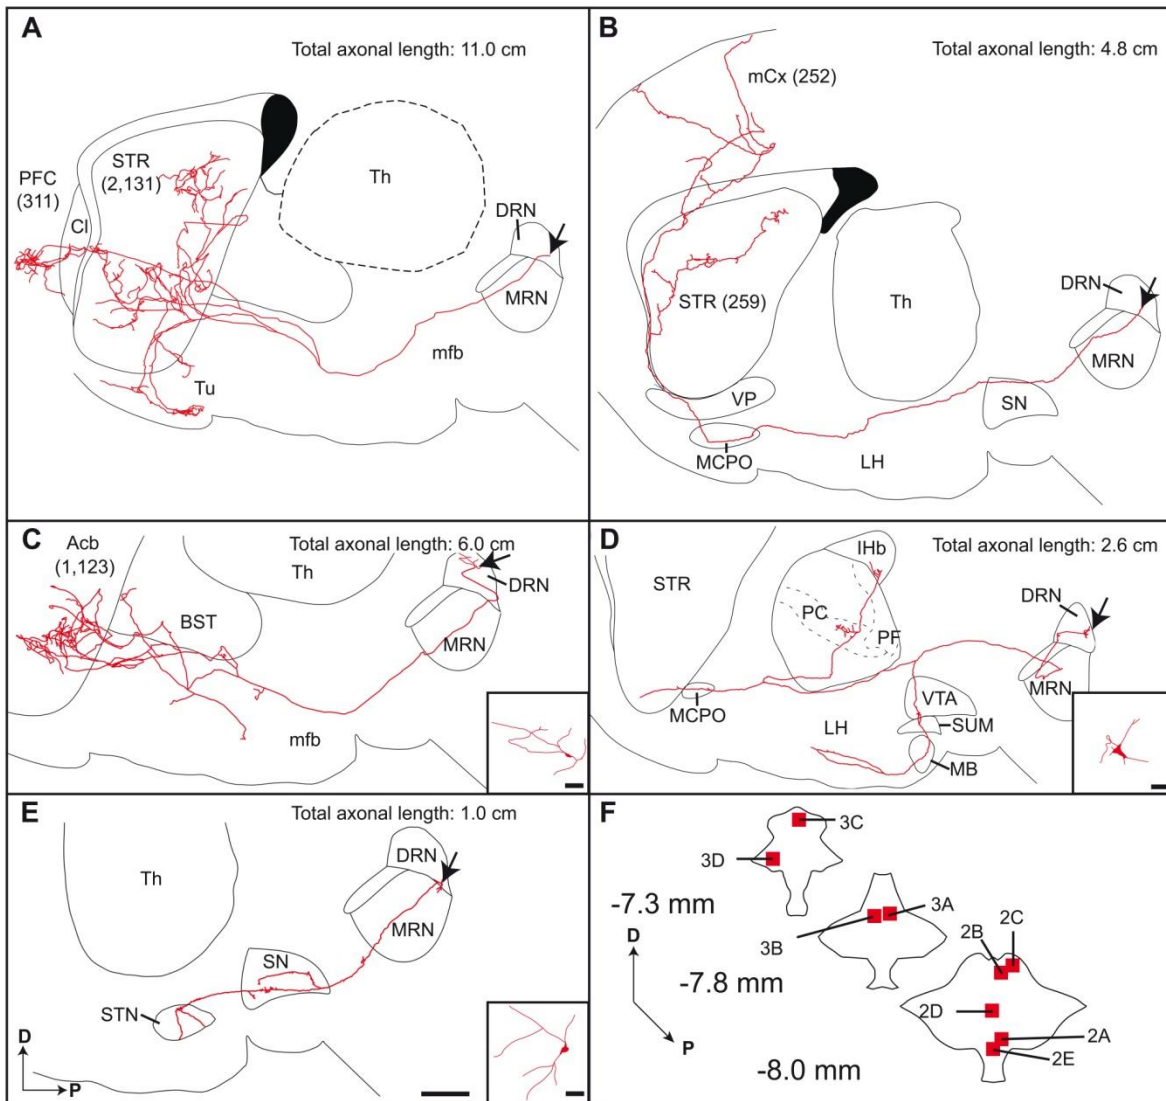 A
Total axonal length: 11.0 cm
STR
(2,131)
PFC
(311)
Cl
Th
DRN
MRN
mfb
Tu
B
Total axonal length: 4.8 cm
mCx (252)
STR (259)
Th
DRN
MRN
VP
SN
MCPO
LH
C
Acb
(1,123)
Total axonal length: 6.0 cm
Th
DRN
BST
MRN
mfb
D
Total axonal length: 2.6 cm
lHb
STR
DRN
PC
PF
MRN
MCPO
VTA
LH
SUM
MB
E
Total axonal length: 1.0 cm
DRN
Th
MRN
SN
STN
D
P
F
3C
3D
-7.3 mm
3A
3B
2C
2B
D
-7.8 mm
2D
P
2A
2E
-8.0 mm